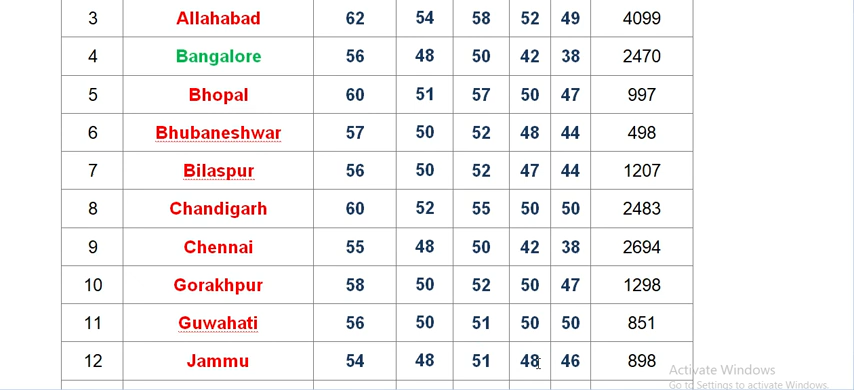 3 Allahabad 62 54 58 52 49 4099
4 Bangalore 56 48 50 42 38 2470
5 Bhopal 60 51 57 50 47 997
6 Bhubaneshwar 57 50 52 48 44 498
7 Bilaspur 56 50 52 47 44 1207
8 Chandigarh 60 52 55 50 50 2483
9 Chennai 55 48 50 42 38 2694
10 Gorakhpur 58 50 52 50 47 1298
11 Guwahati 56 50 51 50 50 851
12 Jammu 54 48 51 48 46 898
Activate Windows
Go to Settings to activate Windows.